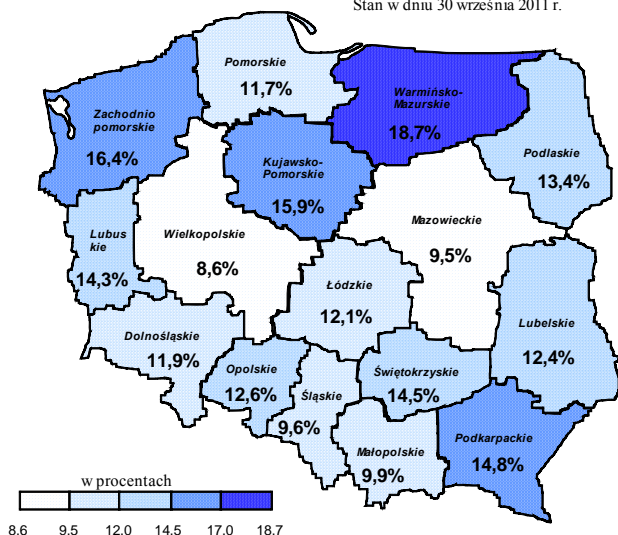 Stan w dniu 30 września 2011 r.
Pomorskie
11,7%
Warmińsko-
Mazurskie
18,7%
Zachodnio
pomorskie
16,4%
Kujawsko-
Pomorskie
15,9%
Podlaskie
13,4%
Lubus
kie
14,3%
Wielkopolskie
8,6%
Mazowieckie
9,5%
Łódzkie
12,1%
Lubelskie
12,4%
Dolnośląskie
11,9%
Opolskie
12,6%
Śląskie
9,6%
Świętokrzyskie
14,5%
Małopolskie
9,9%
Podkarpackie
14,8%
w procentach
8.6 9.5 12.0 14.5 17.0 18.7